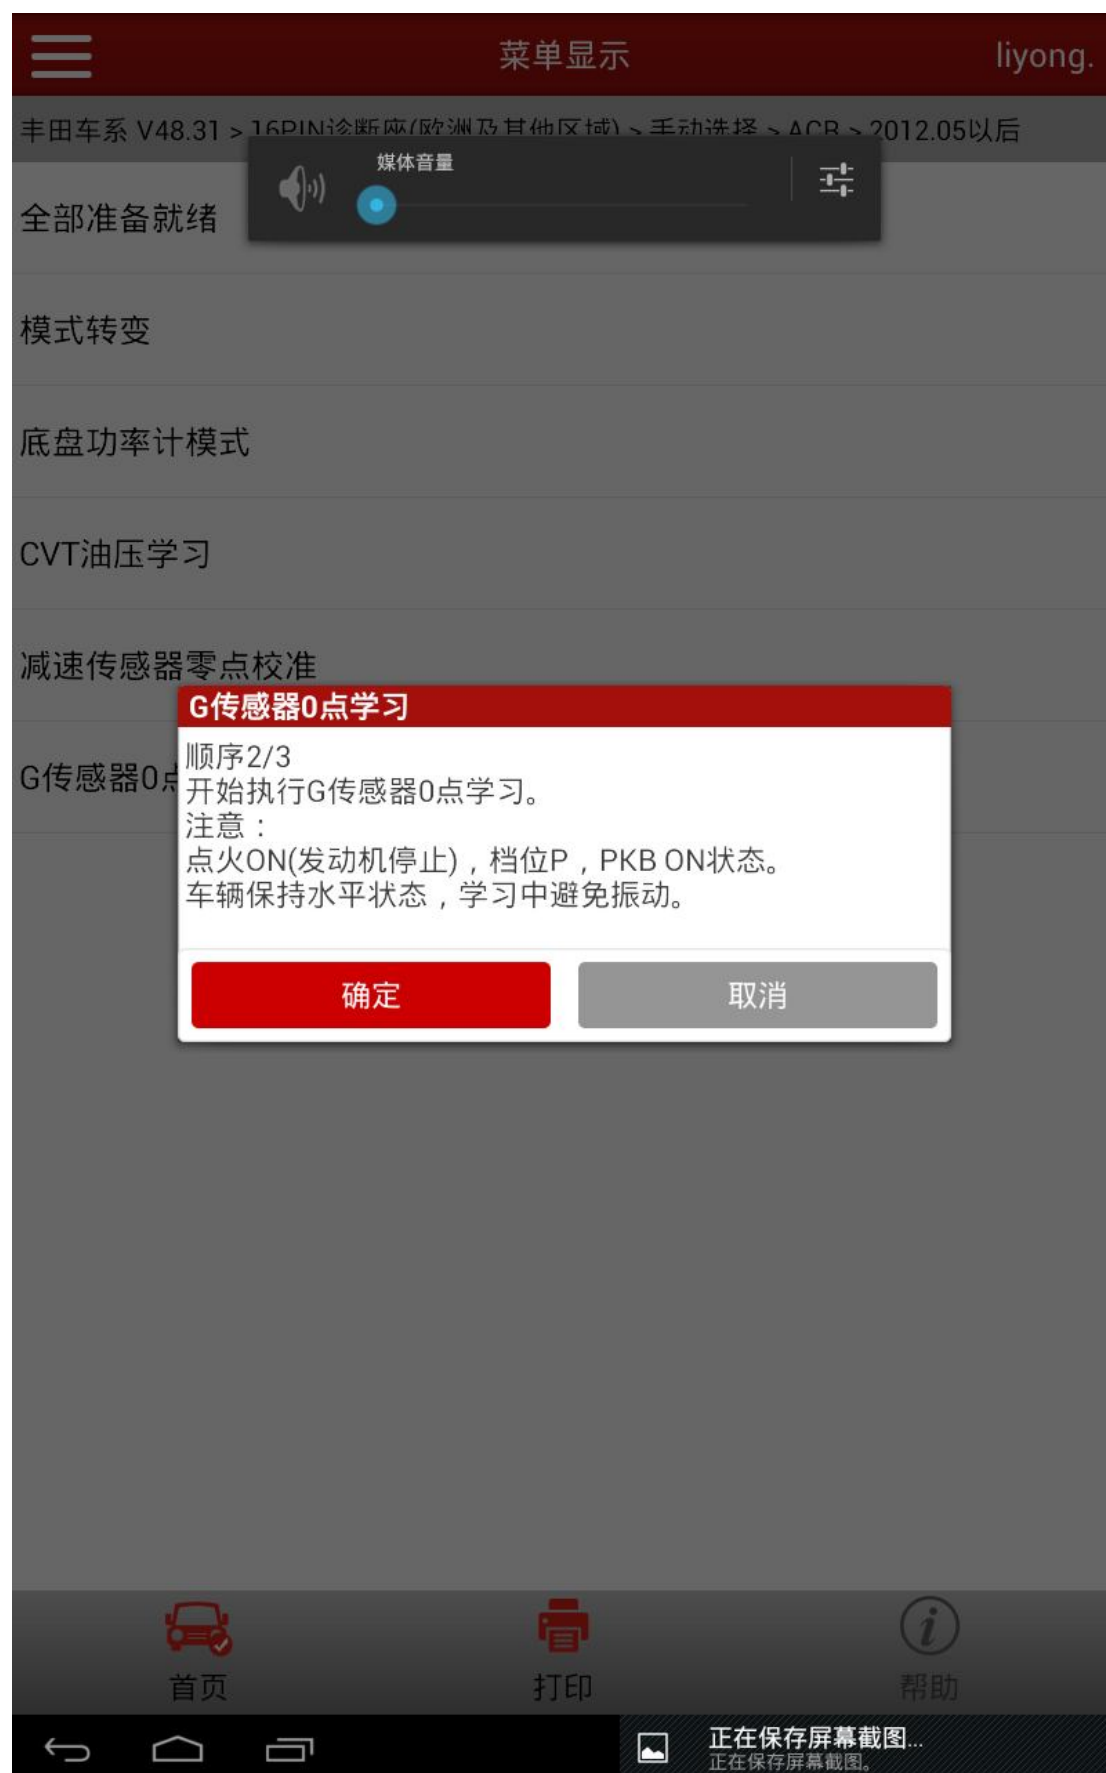 菜单显示
liyong.
丰田车系 V48.31 > 16PIN诊断座(欧洲及其他区域) > 手动选择 > ACR > 2012.05以后
媒体音量
全部准备就绪
模式转变
底盘功率计模式
CVT油压学习
减速传感器零点校准
G传感器0点
G传感器0点学习
顺序2/3
开始执行G传感器0点学习。
注意：
点火ON(发动机停止)，档位P，PKB ON状态。
车辆保持水平状态，学习中避免振动。
确定
取消
首页
打印
帮助
正在保存屏幕截图...
正在保存屏幕截图。